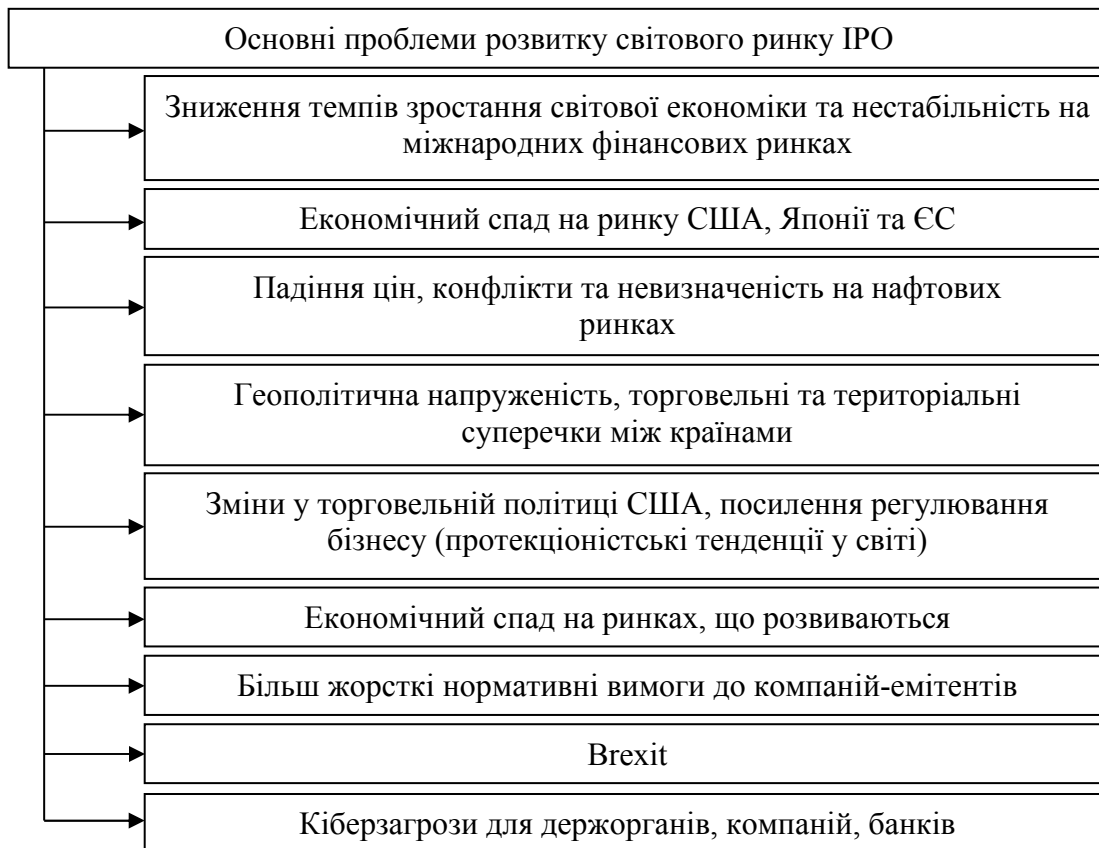 Основні проблеми розвитку світового ринку IPO
Зниження темпів зростання світової економіки та нестабільність на
міжнародних фінансових ринках
Економічний спад на ринку США, Японії та ЄС
Падіння цін, конфлікти та невизначеність на нафтових
ринках
Геополітична напруженість, торговельні та територіальні
суперечки між країнами
Зміни у торговельній політиці США, посилення регулювання
бізнесу (протекціоністські тенденції у світі)
Економічний спад на ринках, що розвиваються
Більш жорсткі нормативні вимоги до компаній-емітентів
Brexit
Кіберзагрози для держорганів, компаній, банків